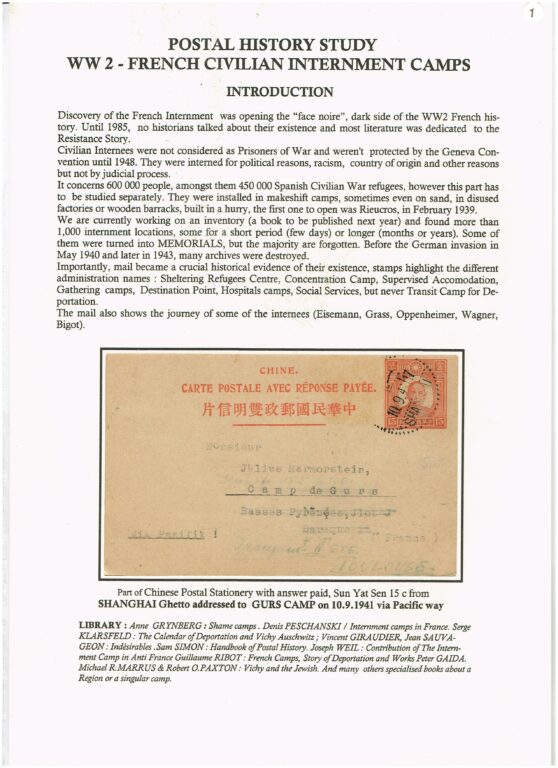 1
POSTAL HISTORY STUDY
WW 2 - FRENCH CIVILIAN INTERNMENT CAMPS
INTRODUCTION
Discovery of the French Internment was opening the "face noire", dark side of the WW2 French his-
tory. Until 1985, no historians talked about their existence and most literature was dedicated to the
Resistance Story.
Civilian Internees were not considered as Prisoners of War and weren't protected by the Geneva Con-
vention until 1948. They were interned for political reasons, racism, country of origin and other reasons
but not by judicial process.
It concerns 600 000 people, amongst them 450 000 Spanish Civilian War refugees, however this part has
to be studied separately. They were installed in makeshift camps, sometimes even on sand, in disused
factories or wooden barracks, built in a hurry, the first one to open was Rieucros, in February 1939.
We are currently working on an inventory (a book to be published next year) and found more than
1,000 internment locations, some for a short period (few days) or longer (months or years). Some of
them were turned into MEMORIALS, but the majority are forgotten. Before the German invasion in
May 1940 and later in 1943, many archives were destroyed.
Importantly, mail became a crucial historical evidence of their existence, stamps highlight the different
administration names : Sheltering Refugees Centre, Concentration Camp, Supervised Accomodation,
Gathering camps, Destination Point, Hospitals camps, Social Services, but never Transit Camp for De-
portation.
The mail also shows the journey of some of the internees (Eisemann, Grass, Oppenheimer, Wagner,
Bigot).
CHINE.
CARTE POSTALE AVEC RÉPONSE PAYÉE.
片信明雙政郵國民華中
15 15
10.9.41
Monsieur
Julius Marmorstein,
Camp de Gurs
Basses Pyrénées, Ilot J
Baraque
( France )
via Pacific !
TOULOUSE
Part of Chinese Postal Stationery with answer paid, Sun Yat Sen 15 c from
SHANGHAI Ghetto addressed to GURS CAMP on 10.9.1941 via Pacific way
LIBRARY : Anne GRYNBERG : Shame camps . Denis PESCHANSKI / Internment camps in France. Serge
KLARSFELD : The Calendar of Deportation and Vichy Auschwitz ; Vincent GIRAUDIER, Jean SAUVA-
GEON : Indésirables .Sam SIMON : Handbook of Postal History. Joseph WEIL : Contribution of The Intern-
ment Camp in Anti France Guillaume RIBOT : French Camps, Story of Deportation and Works Peter GAIDA.
Michael R.MARRUS & Robert O.PAXTON : Vichy and the Jewish. And many others specialised books about a
Region or a singular camp.